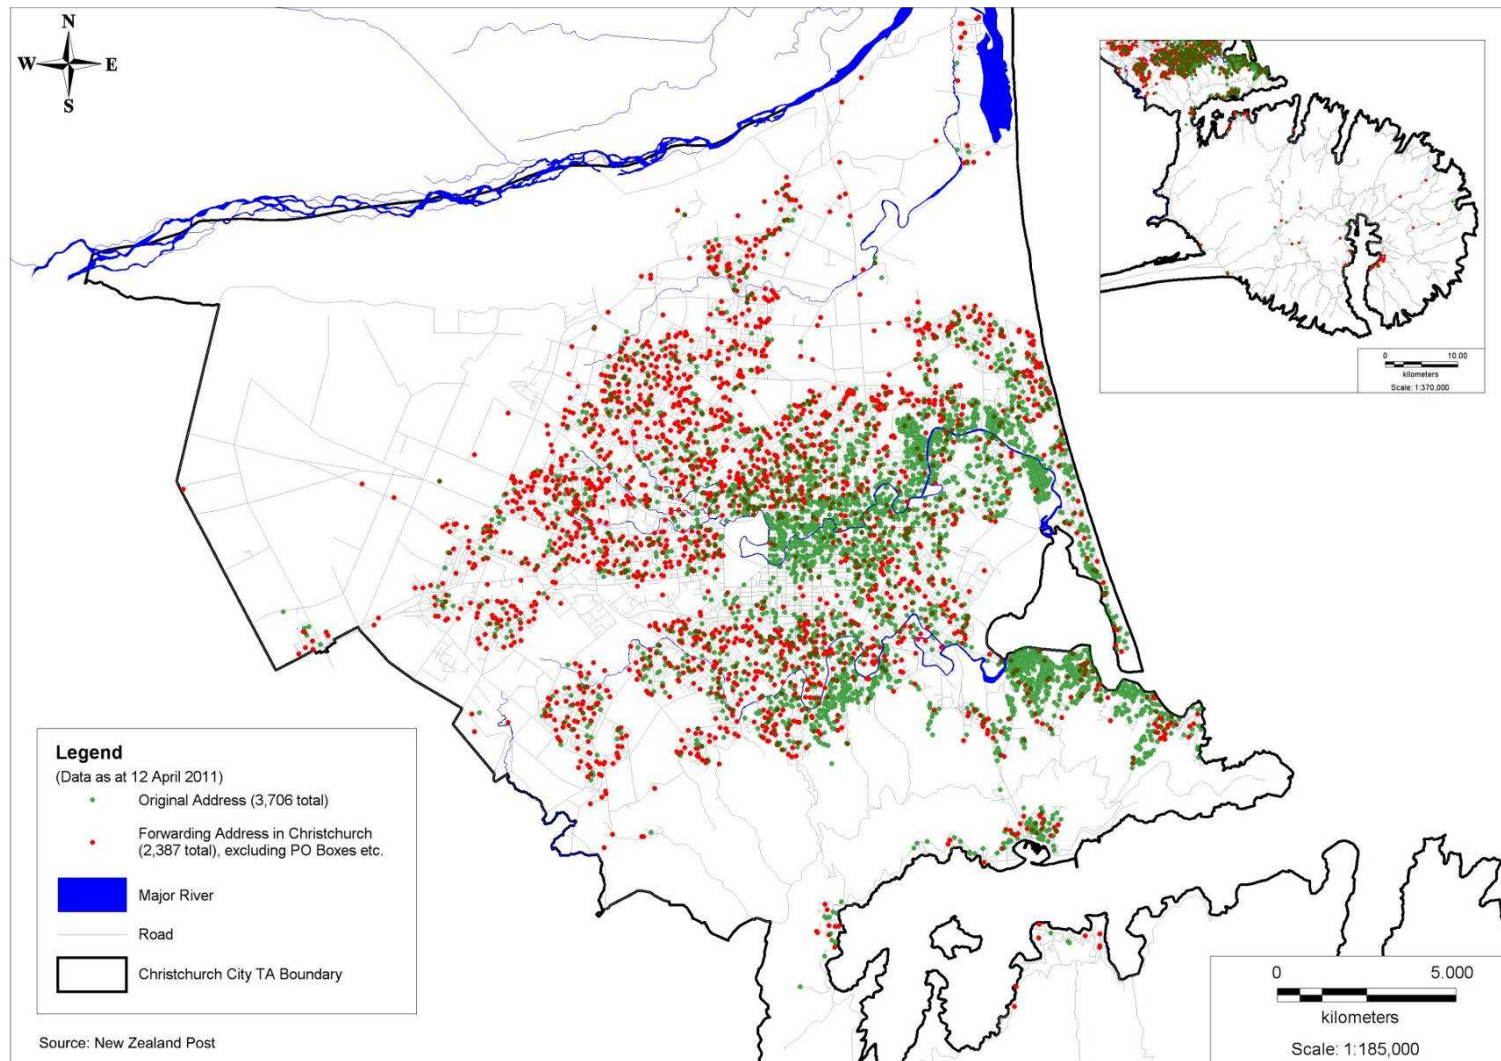 N
W E
S
0 10.00
kilometers
Scale: 1:370,000
Legend
(Data as at 12 April 2011)
Original Address (3,706 total)
Forwarding Address in Christchurch
(2,387 total), excluding PO Boxes etc.
Major River
Road
Christchurch City TA Boundary
Source: New Zealand Post
0 5.000
kilometers
Scale: 1:185,000